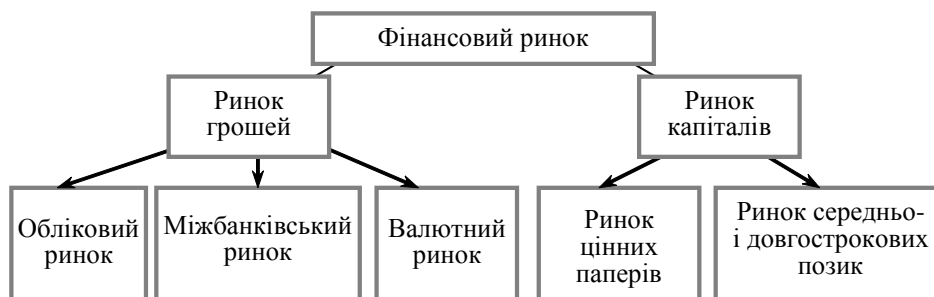 Фінансовий ринок
Ринок
грошей
Ринок
капіталів
Обліковий
ринок
Міжбанківський
ринок
Валютний
ринок
Ринок
цінних
паперів
Ринок середньо-
і довгострокових
позик